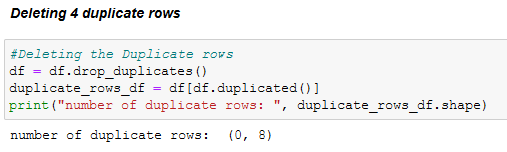 Deleting 4 duplicate rows
#Deleting the Duplicate rows
df = df.drop_duplicates()
duplicate_rows_df = df[df.duplicated()]
print("number of duplicate rows: ", duplicate_rows_df.shape)
number of duplicate rows:  (0, 8)